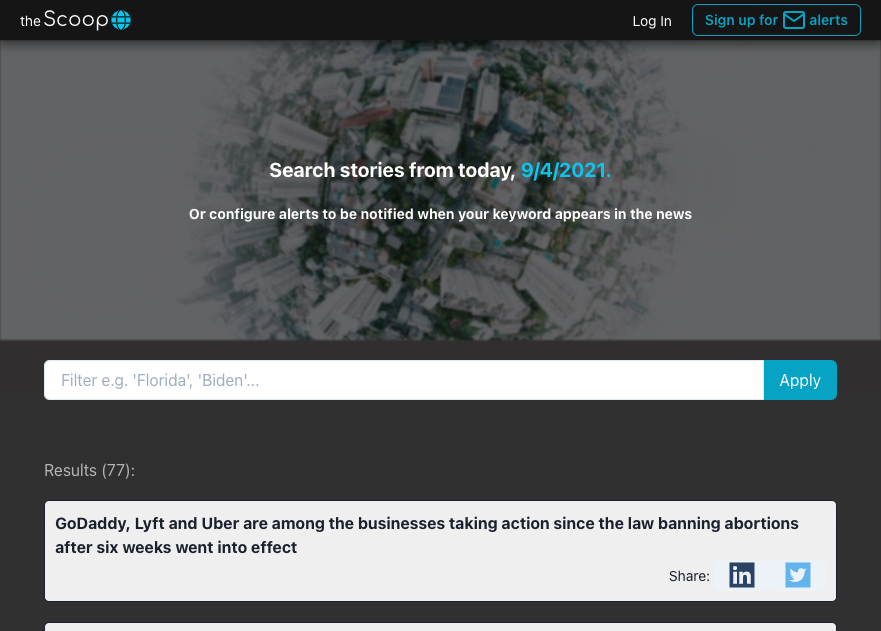 the Scoop
Log In
Sign up for alerts
Search stories from today, 9/4/2021.
Or configure alerts to be notified when your keyword appears in the news
Filter e.g. 'Florida', 'Biden'...
Apply
Results (77):
GoDaddy, Lyft and Uber are among the businesses taking action since the law banning abortions
after six weeks went into effect
Share: in